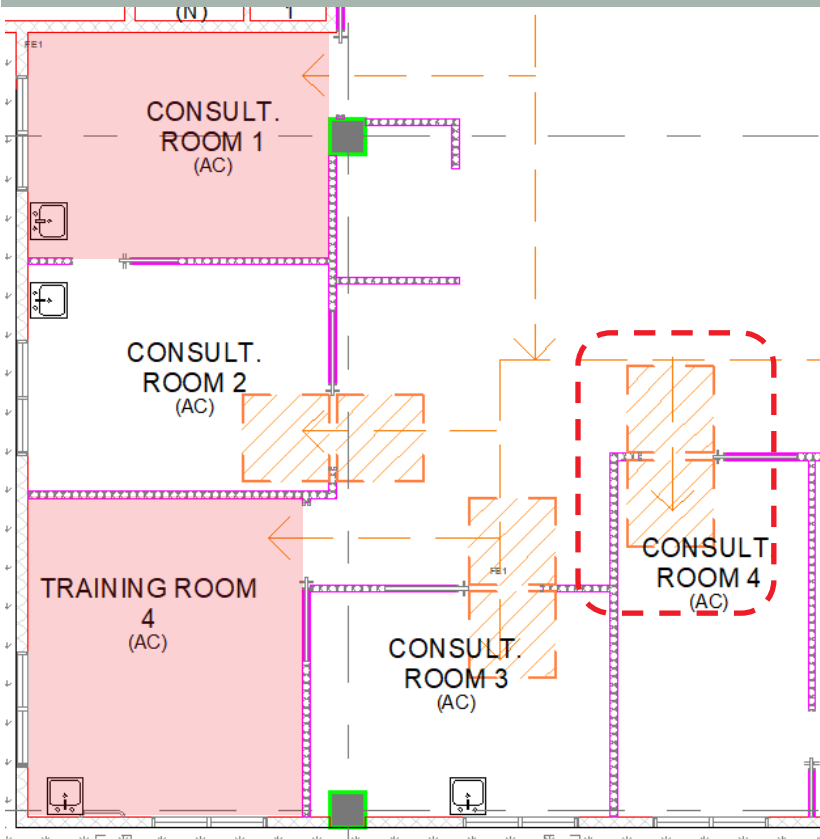 (N)
1
FE1
CONSULT.
ROOM 1
(AC)
CONSULT.
ROOM 2
(AC)
FE1
CONSULT.
ROOM 4
(AC)
TRAINING ROOM
4
(AC)
CONSULT.
ROOM 3
(AC)